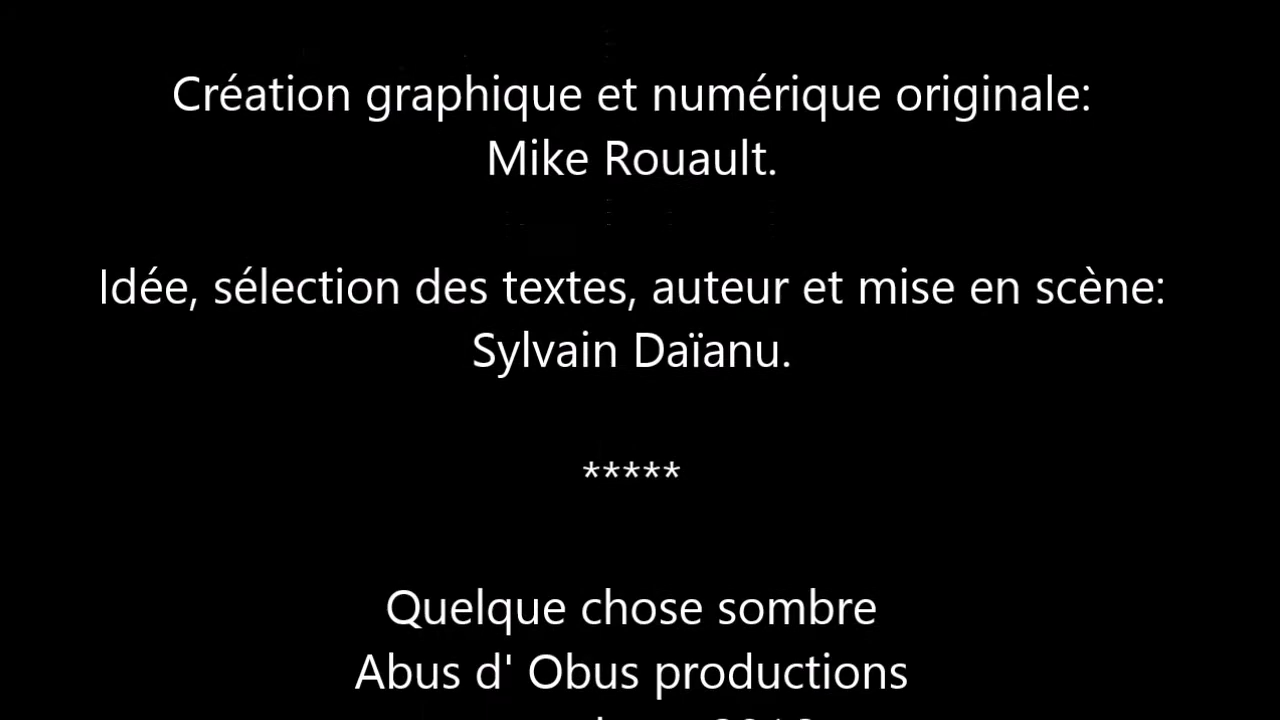 Création graphique et numérique originale:
Mike Rouault.
Idée, sélection des textes, auteur et mise en scène:
Sylvain Daïanu.
*****
Quelque chose sombre
Abus d' Obus productions